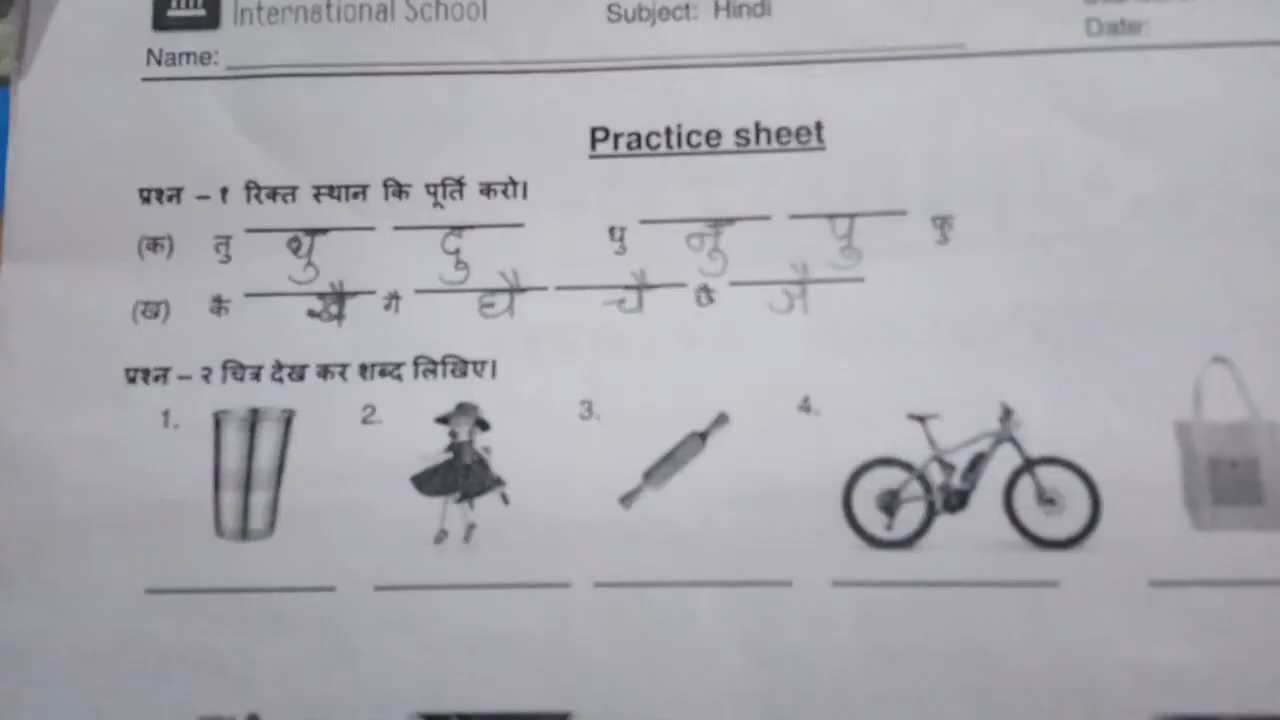 International School
Subject: Hindi
Date:
Name:
Practice sheet
प्रश्न – १ रिक्त स्थान कि पूर्ति करो।
(क) तु थु दु धु नु पु फु
(ख) कै खै गै घै चै छै जै
प्रश्न – २ चित्र देख कर शब्द लिखिए।
1. 2. 3. 4.